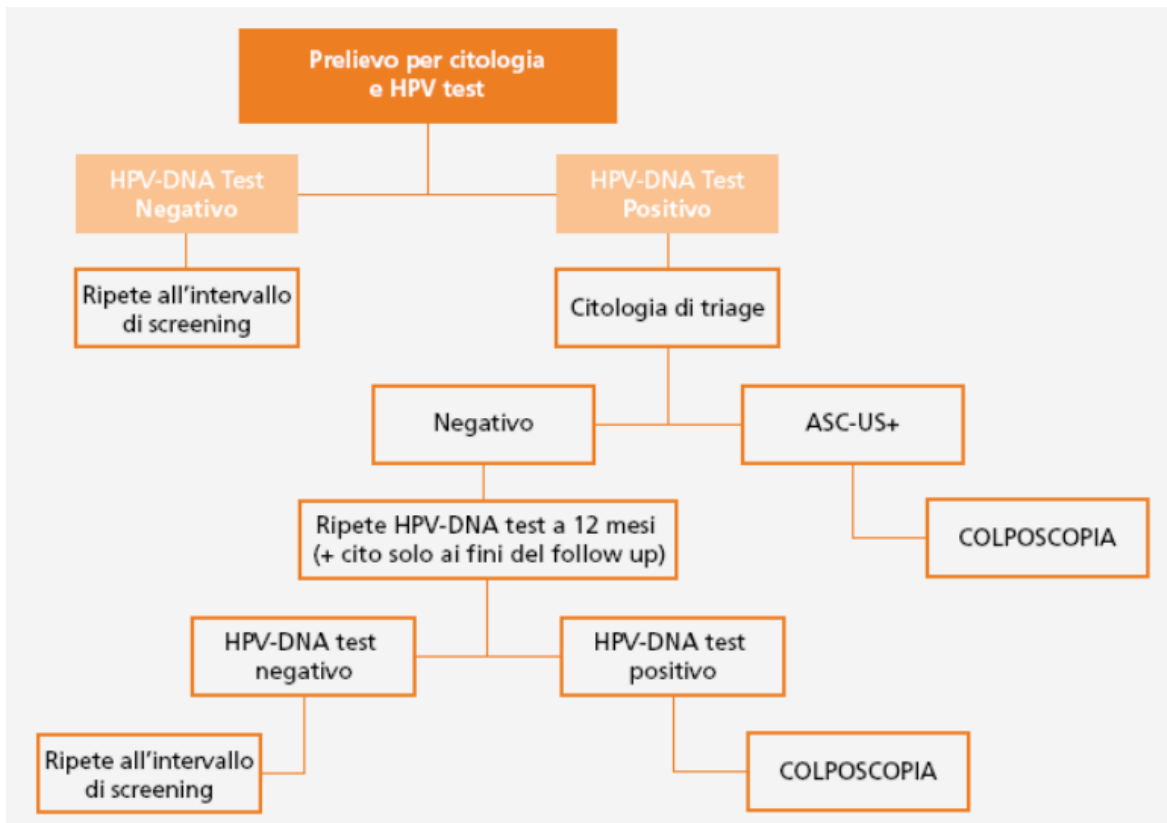 Prelievo per citologia
e HPV test
HPV-DNA Test
Negativo
HPV-DNA Test
Positivo
Ripete all'intervallo
di screening
Citologia di triage
Negativo
ASC-US+
Ripete HPV-DNA test a 12 mesi
(+ cito solo ai fini del follow up)
COLPOSCOPIA
HPV-DNA test
negativo
HPV-DNA test
positivo
Ripete all'intervallo
di screening
COLPOSCOPIA